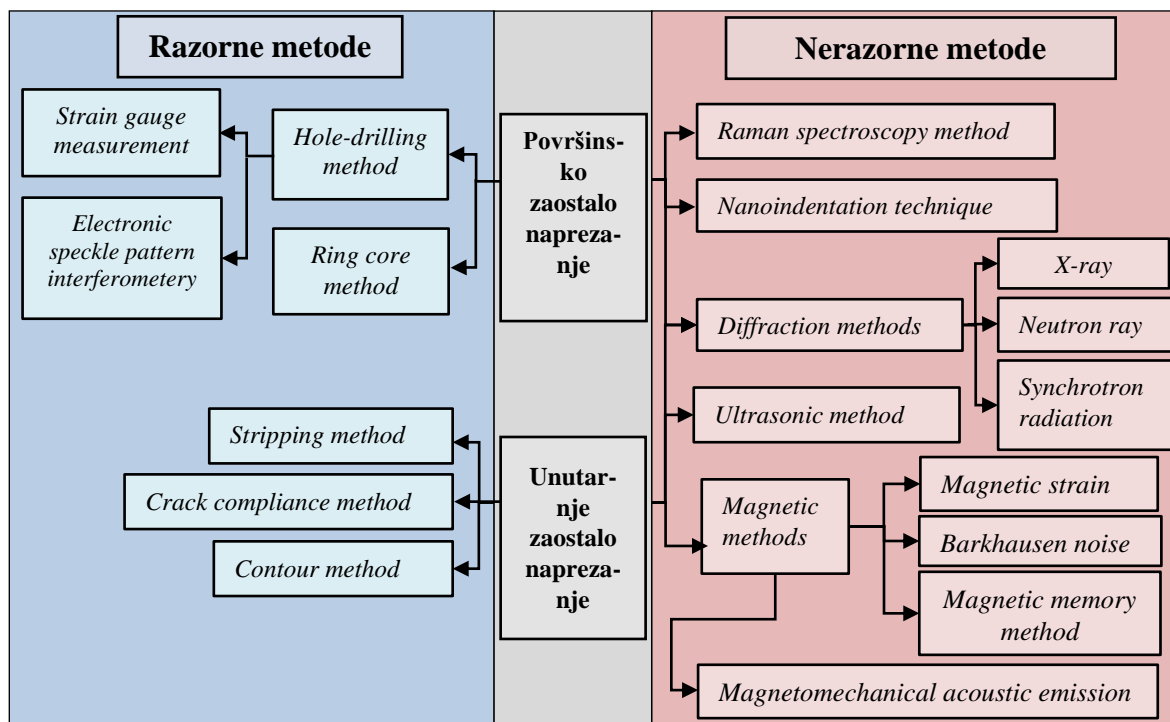 Razorne metode
Strain gauge
measurement
Hole-drilling
method
Electronic
speckle pattern
interferometery
Ring core
method
Stripping method
Crack compliance method
Contour method
Površins-
ko
zaostalo
napreza-
nje
Unutar-
nje
zaostalo
napreza-
nje
Nerazorne metode
Raman spectroscopy method
Nanoindentation technique
Diffraction methods
X-ray
Neutron ray
Synchrotron
radiation
Ultrasonic method
Magnetic
methods
Magnetic strain
Barkhausen noise
Magnetic memory
method
Magnetomechanical acoustic emission